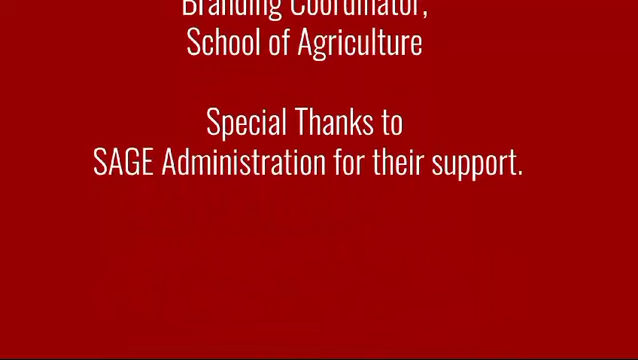 Branding Coordinator,
School of Agriculture
Special Thanks to
SAGE Administration for their support.